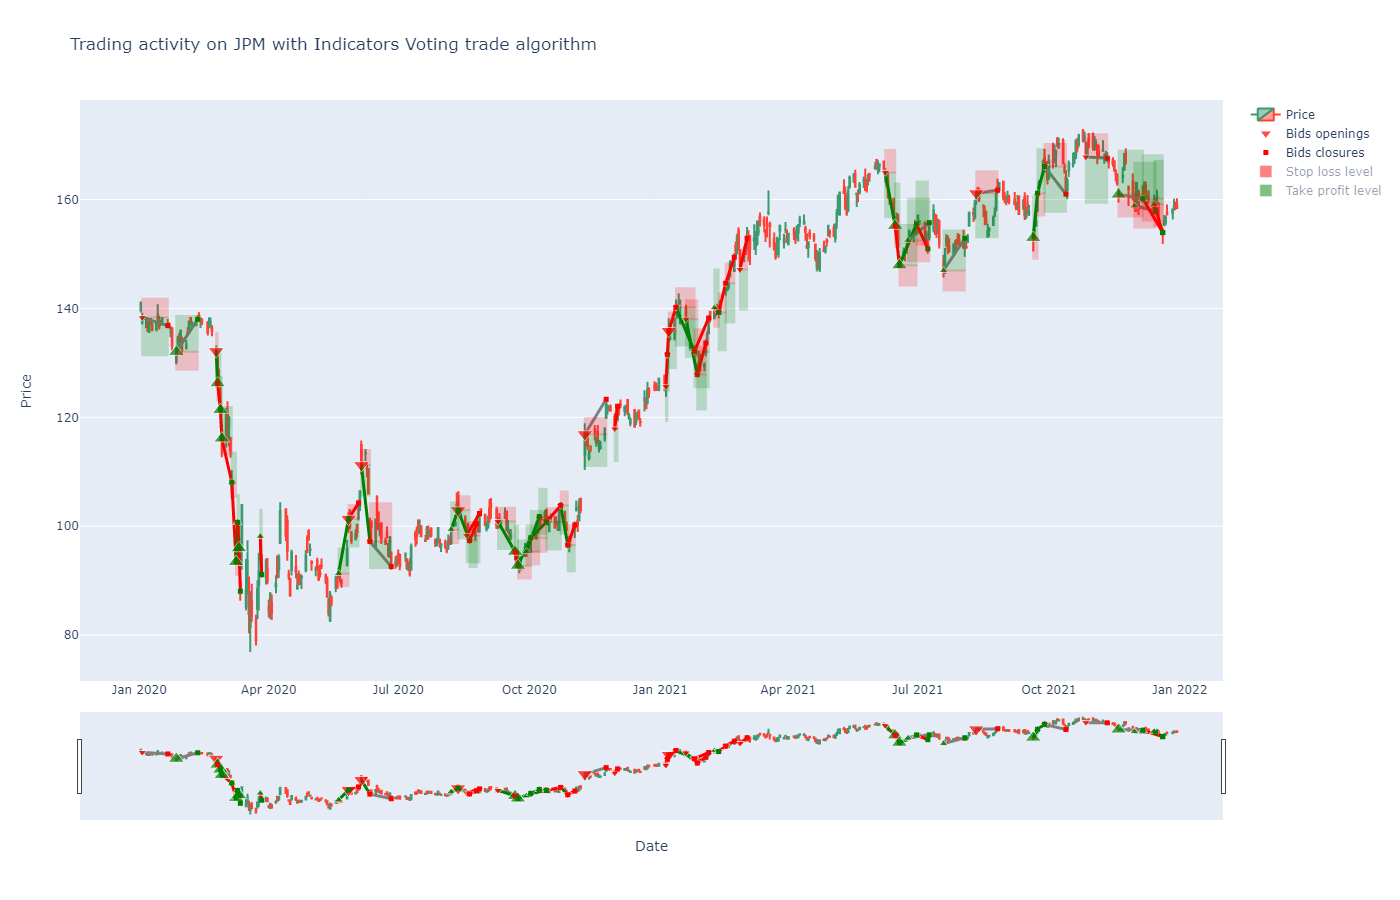 Trading activity on JPM with Indicators Voting trade algorithm
Price
Bids openings
Bids closures
Stop loss level
Take profit level
Price
160
140
120
100
80
Jan 2020
Apr 2020
Jul 2020
Oct 2020
Jan 2021
Apr 2021
Jul 2021
Oct 2021
Jan 2022
Date